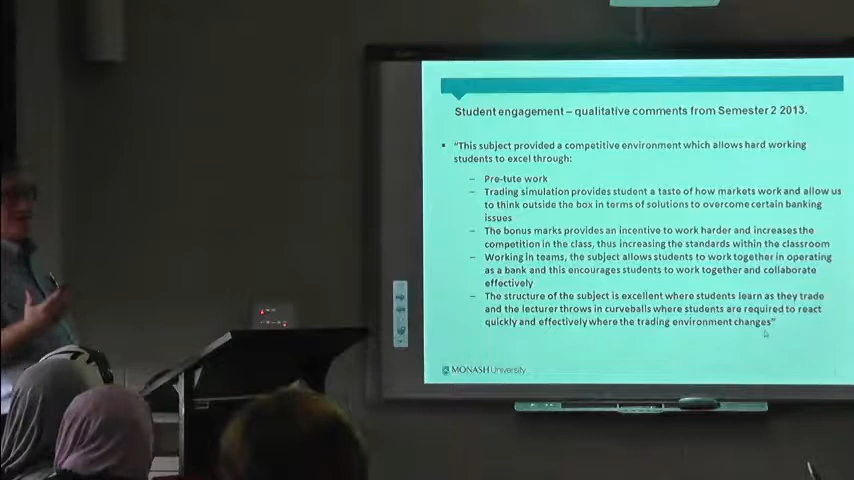 Student engagement – qualitative comments from Semester 2 2013.
▪ "This subject provided a competitive environment which allows hard working
students to excel through:
– Pre-tute work
– Trading simulation provides student a taste of how markets work and allow us
to think outside the box in terms of solutions to overcome certain banking
issues
– The bonus marks provides an incentive to work harder and increases the
competition in the class, thus increasing the standards within the classroom
– Working in teams, the subject allows students to work together in operating
as a bank and this encourages students to work together and collaborate
effectively
– The structure of the subject is excellent where students learn as they trade
and the lecturer throws in curveballs where students are required to react
quickly and effectively where the trading environment changes"
MONASH University